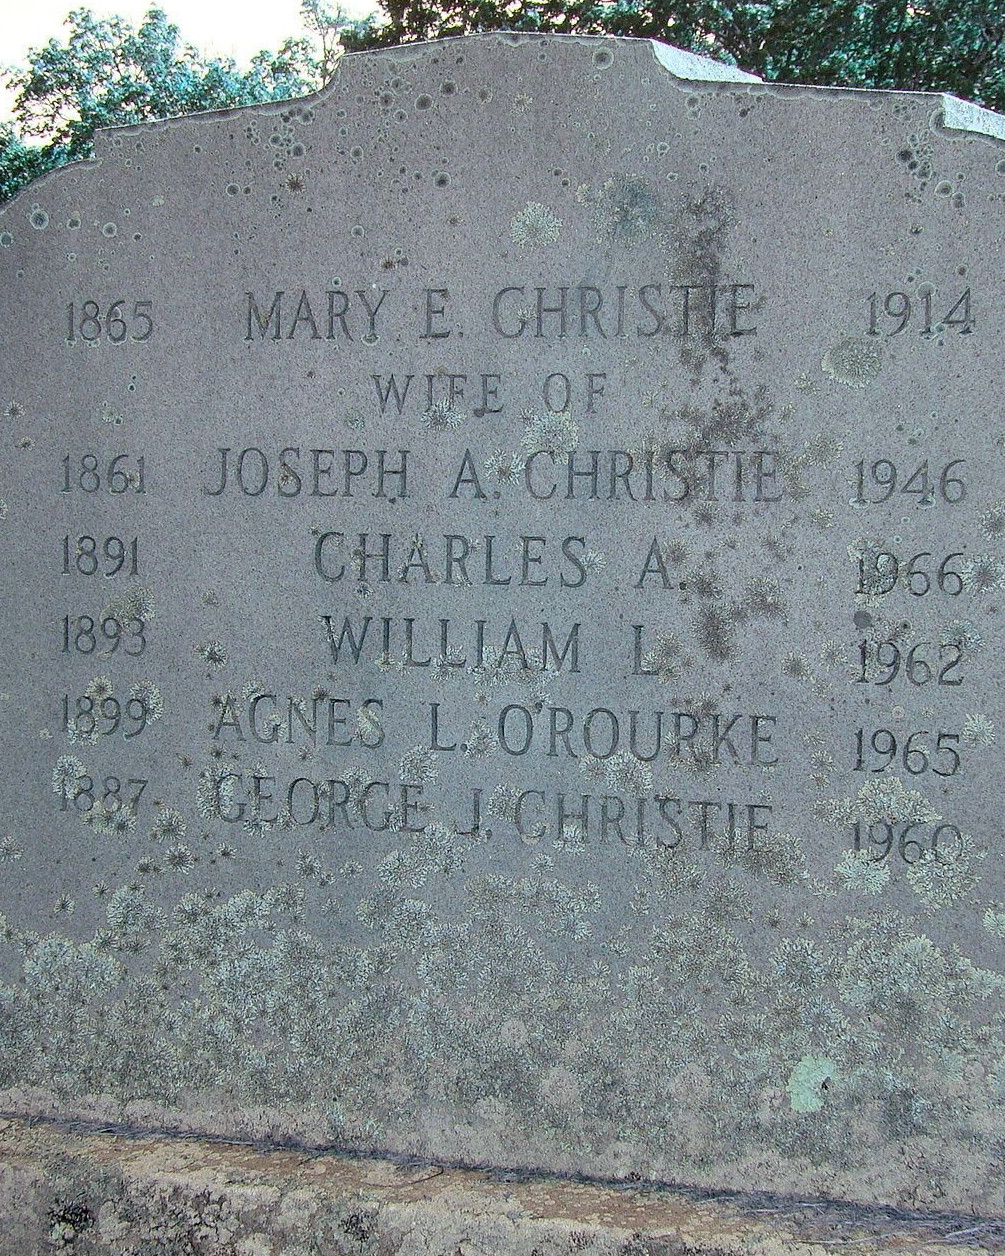 1865 MARY E. CHRISTIE 1914
WIFE OF
1861 JOSEPH A. CHRISTIE 1946
1891 CHARLES A. 1966
1893 WILLIAM L. 1962
1899 AGNES L. O'ROURKE 1965
1887 GEORGE J. CHRISTIE 1960